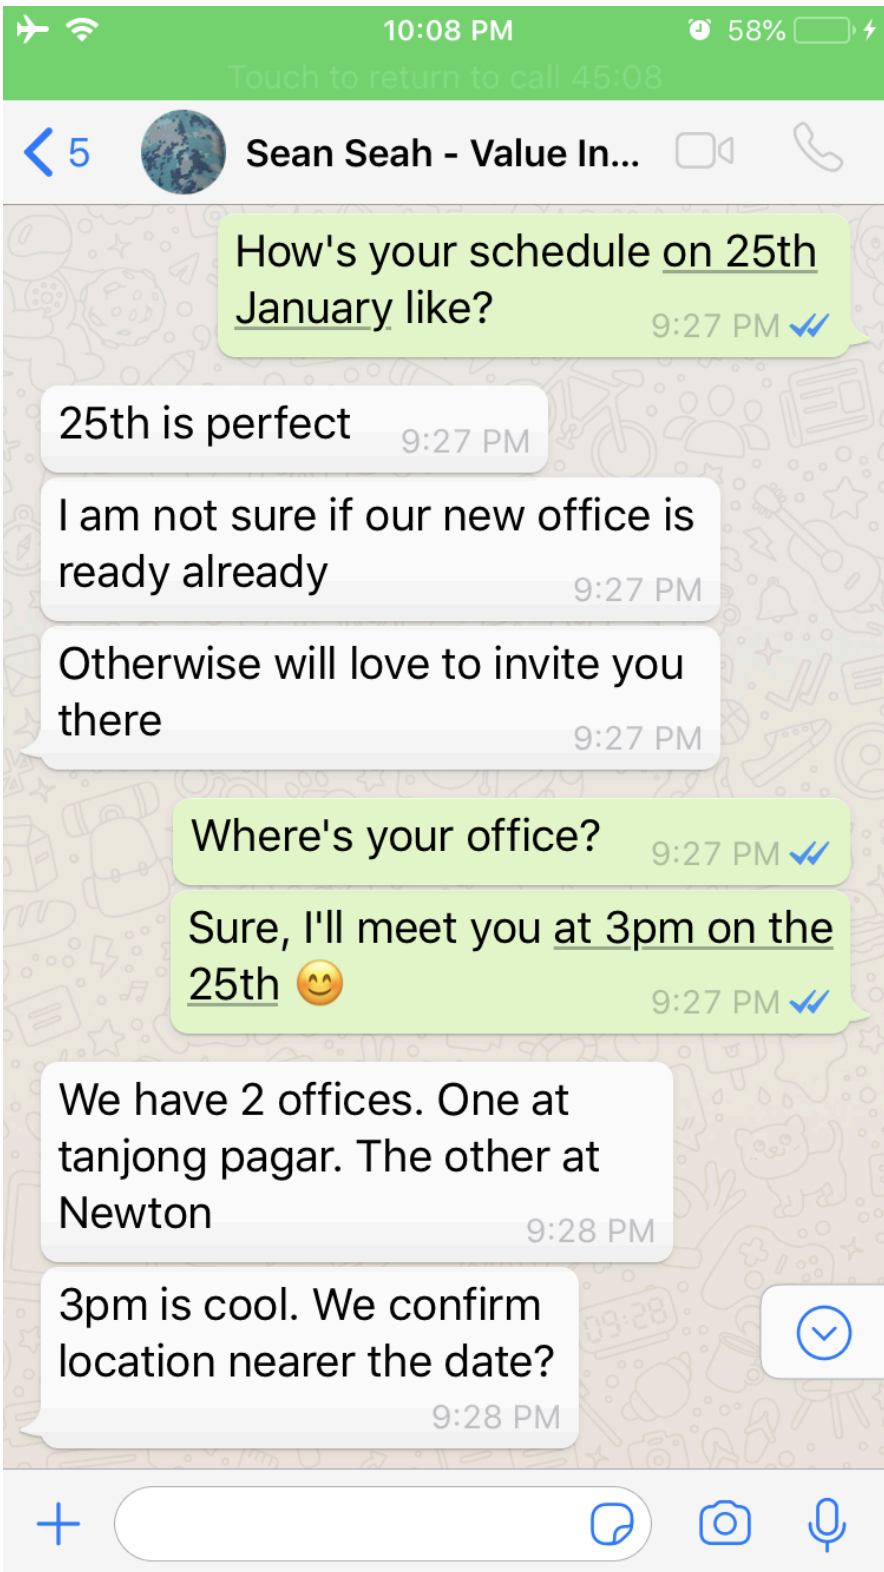 10:08 PM
58%
Touch to return to call 45:08
5
Sean Seah - Value In...
How's your schedule on 25th
January like?
9:27 PM
25th is perfect
9:27 PM
I am not sure if our new office is
ready already
9:27 PM
Otherwise will love to invite you
there
9:27 PM
Where's your office?
9:27 PM
Sure, I'll meet you at 3pm on the
25th 😊
9:27 PM
We have 2 offices. One at
tanjong pagar. The other at
Newton
9:28 PM
3pm is cool. We confirm
location nearer the date?
9:28 PM
09:28